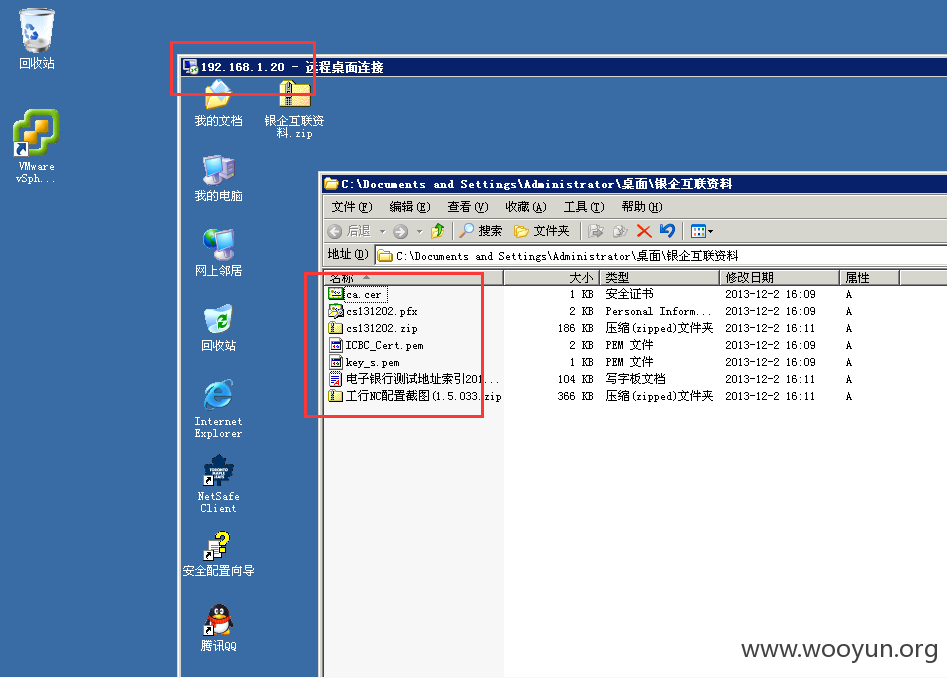 回收站
VMware
vSph...
192.168.1.20 - 远程桌面连接
我的文档
银企互联资
料.zip
我的电脑
网上邻居
回收站
Internet
Explorer
NetSafe
Client
安全配置向导
腾讯QQ
C:\Documents and Settings\Administrator\桌面\银企互联资料
文件(F) 编辑(E) 查看(V) 收藏(A) 工具(T) 帮助(H)
后退 搜索 文件夹
地址(D) C:\Documents and Settings\Administrator\桌面\银企互联资料
名称 大小 类型 修改日期 属性
ca.cer 1 KB 安全证书 2013-12-2 16:09 A
cs131202.pfx 2 KB Personal Inform... 2013-12-2 16:09 A
cs131202.zip 186 KB 压缩(zipped)文件夹 2013-12-2 16:11 A
ICBC_Cert.pem 2 KB PEM 文件 2013-12-2 16:09 A
key_s.pem 1 KB PEM 文件 2013-12-2 16:09 A
电子银行测试地址索引201... 104 KB 写字板文档 2013-12-2 16:11 A
工行NC配置截图(1.5.033.zip 366 KB 压缩(zipped)文件夹 2013-12-2 16:11 A
www.wooyun.org